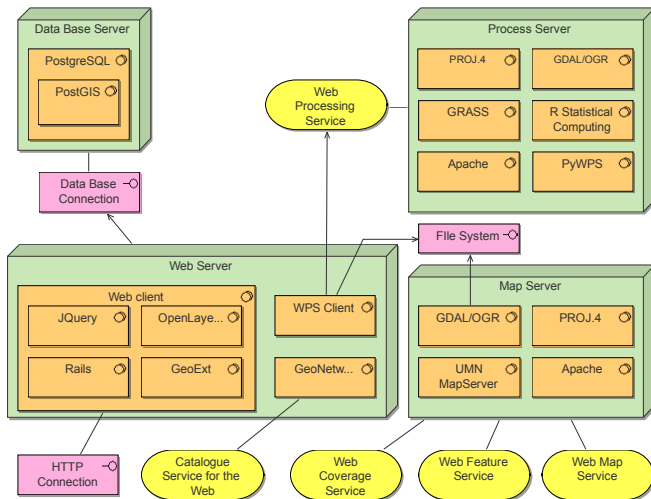 Data Base Server
PostgreSQL
PostGIS
Data Base
Connection
Process Server
PROJ.4
GDAL/OGR
GRASS
R Statistical
Computing
Apache
PyWPS
Web
Processing
Service
FIle System
Web Server
Web client
JQuery
OpenLaye...
Rails
GeoExt
WPS Client
GeoNetw...
Map Server
GDAL/OGR
PROJ.4
UMN
MapServer
Apache
HTTP
Connection
Catalogue
Service for the
Web
Web
Coverage
Service
Web Feature
Service
Web Map
Service